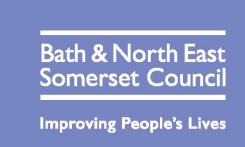 Bath & North East
Somerset Council
Improving People's Lives